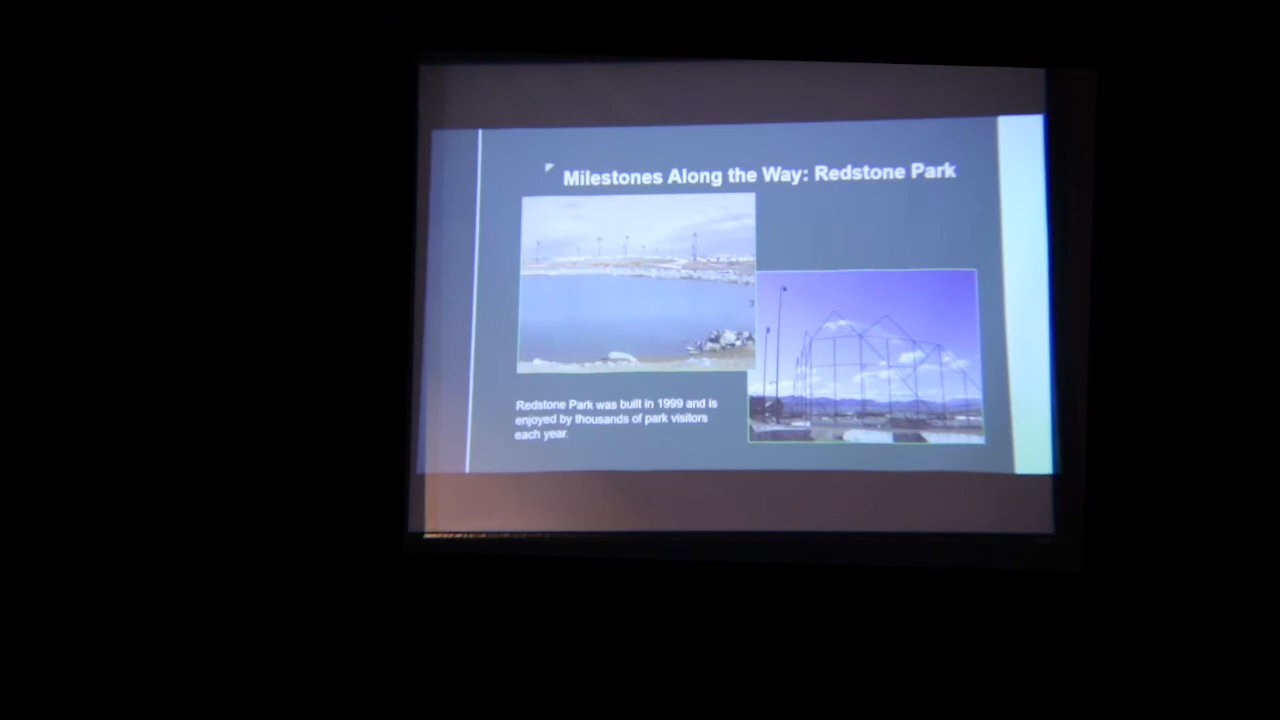 Milestones Along the Way: Redstone Park
Redstone Park was built in 1999 and is
enjoyed by thousands of park visitors
each year.